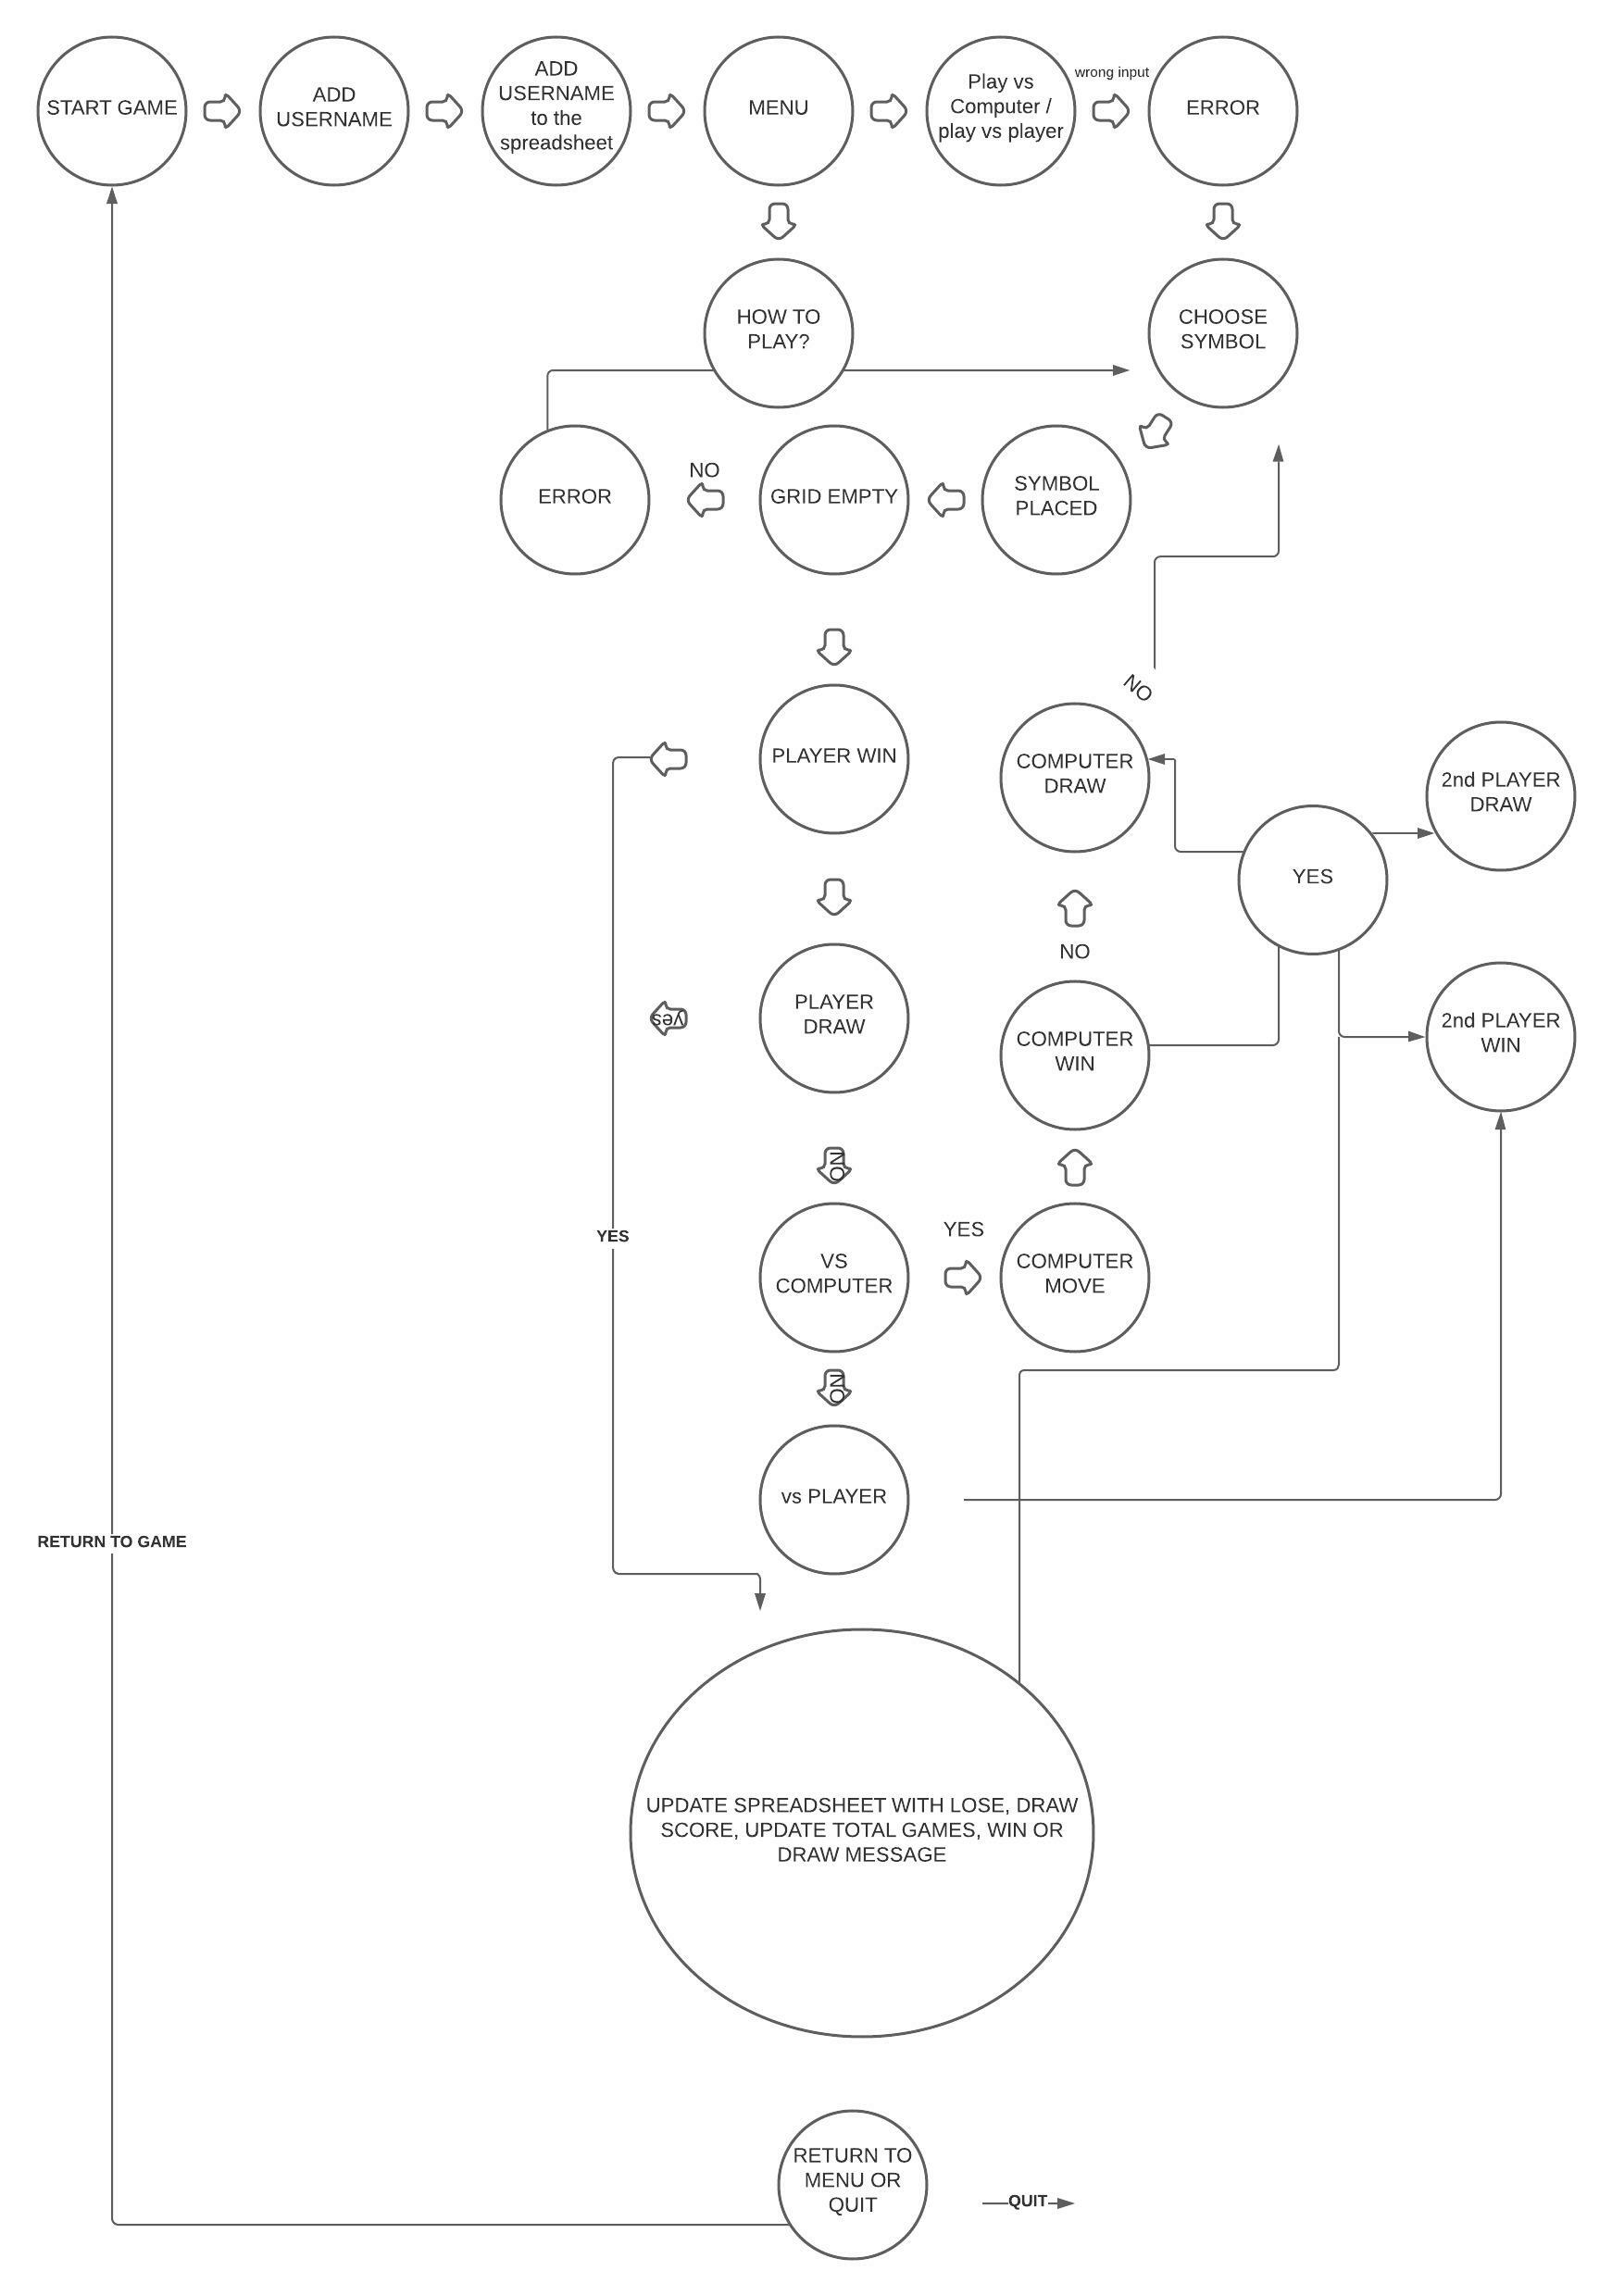 START GAME
ADD
USERNAME
ADD
USERNAME
to the
spreadsheet
MENU
Play vs
Computer /
play vs player
wrong input
ERROR
HOW TO
PLAY?
CHOOSE
SYMBOL
ERROR
NO
GRID EMPTY
SYMBOL
PLACED
NO
PLAYER WIN
COMPUTER
DRAW
2nd PLAYER
DRAW
YES
NO
PLAYER
DRAW
yes
COMPUTER
WIN
2nd PLAYER
WIN
NO
YES
YES
VS
COMPUTER
COMPUTER
MOVE
NO
vs PLAYER
RETURN TO GAME
UPDATE SPREADSHEET WITH LOSE, DRAW
SCORE, UPDATE TOTAL GAMES, WIN OR
DRAW MESSAGE
RETURN TO
MENU OR
QUIT
QUIT